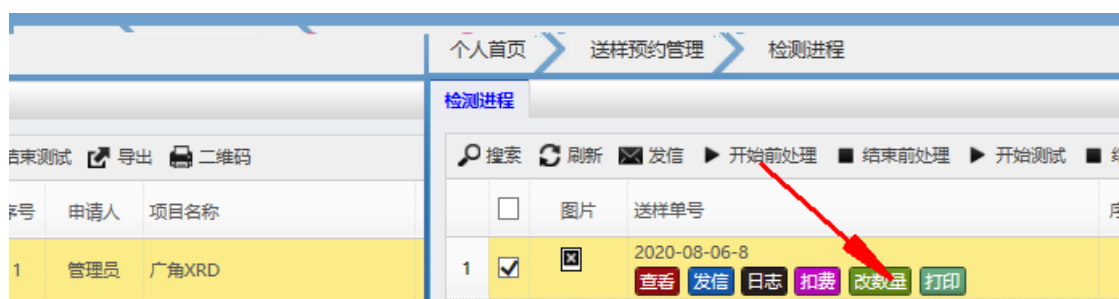 个人首页 送样预约管理 检测进程
检测进程
结束测试 导出 二维码
搜索 刷新 发信 开始前处理 结束前处理 开始测试
序号 申请人 项目名称
图片 送样单号
1 管理员 广角XRD
1 2020-08-06-8
查看 发信 日志 扣费 改数量 打印